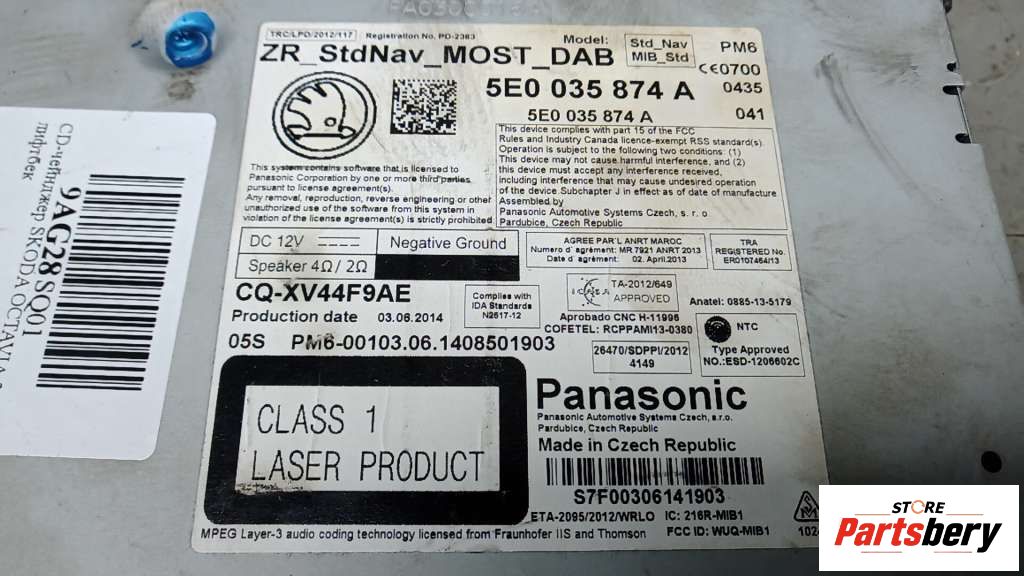 TRC/LPD/2012/117 Registration No. PD-2383
Model: Std_Nav MIB_Std PM6
ZR_StdNav_MOST_DAB
CE0700
5E0 035 874 A 0435
5E0 035 874 A 041
This device complies with part 15 of the FCC
Rules and Industry Canada licence-exempt RSS standard(s).
Operation is subject to the following two conditions: (1)
This device may not cause harmful interference, and (2)
this device must accept any interference received,
including interference that may cause undesired operation
of the device Subchapter J in effect as of date of manufacture
Assembled by
Panasonic Automotive Systems Czech, s. r. o
Pardubice, Czech Republic
This system contains software that is licensed to
Panasonic Corporation by one or more third parties
pursuant to license agreement(s).
Any removal, reproduction, reverse engineering or other
unauthorized use of the software from this system in
violation of the license agreement(s) is strictly prohibited
DC 12V Negative Ground
Speaker 4Ω/ 2Ω
AGREE PAR'L ANRT MAROC
Numero d´ agrément: MR 7921 ANRT 2013
Date d´ agrément: 02. April.2013
TRA
REGISTERED No.
ER0107464/13
CQ-XV44F9AE
Production date 03.06.2014
Complies with
IDA Standards
N2617-12
TA-2012/649
APPROVED
Anatel: 0885-13-5179
Aprobado CNC H-11996
COFETEL: RCPPAMI13-0380
NTC
Type Approved
NO.:ESD-1206602C
05S PM6-00103.06.1408501903
26470/SDPPI/2012
4149
CLASS 1
LASER PRODUCT
Panasonic
Panasonic Automotive Systems Czech, s.r.o.
Pardubice, Czech Republic
Made in Czech Republic
S7F00306141903
ETA-2095/2012/WRLO IC: 216R-MIB1
FCC ID: WUQ-MIB1
MPEG Layer-3 audio coding technology licensed from Fraunhofer IIS and Thomson
CD-чейнджер SKODA OCTAVIA
лифтбек
9AG28SQ01
STORE
Partsbery